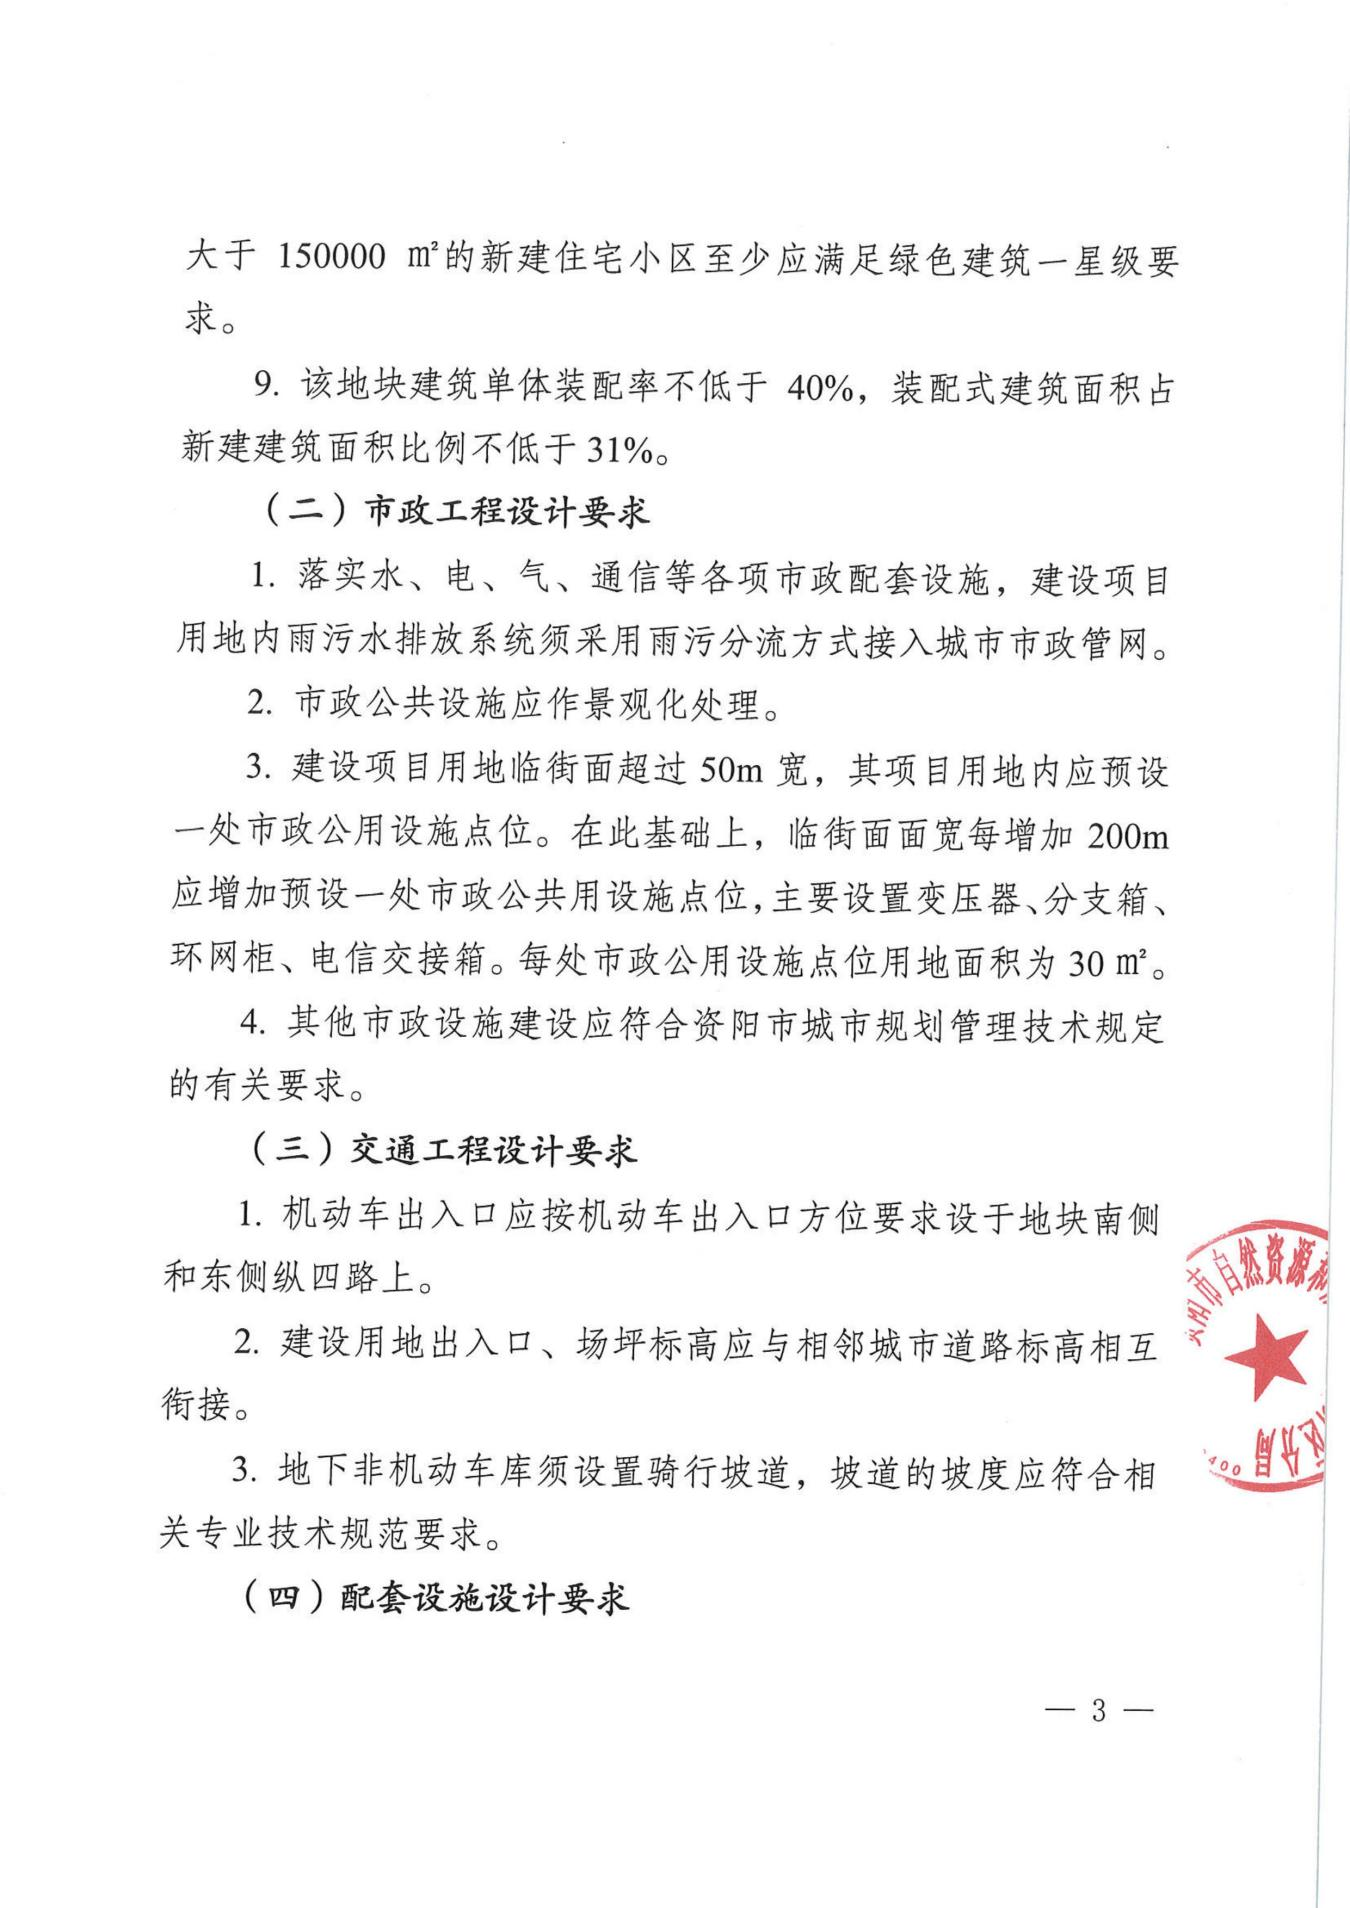 大于 150000 ㎡的新建住宅小区至少应满足绿色建筑一星级要
求。
9. 该地块建筑单体装配率不低于 40%，装配式建筑面积占
新建建筑面积比例不低于 31%。
（二）市政工程设计要求
1. 落实水、电、气、通信等各项市政配套设施，建设项目
用地内雨污水排放系统须采用雨污分流方式接入城市市政管网。
2. 市政公共设施应作景观化处理。
3. 建设项目用地临街面超过 50m 宽，其项目用地内应预设
一处市政公用设施点位。在此基础上，临街面面宽每增加 200m
应增加预设一处市政公共用设施点位，主要设置变压器、分支箱、
环网柜、电信交接箱。每处市政公用设施点位用地面积为 30 ㎡。
4. 其他市政设施建设应符合资阳市城市规划管理技术规定
的有关要求。
（三）交通工程设计要求
1. 机动车出入口应按机动车出入口方位要求设于地块南侧
和东侧纵四路上。
2. 建设用地出入口、场坪标高应与相邻城市道路标高相互
衔接。
3. 地下非机动车库须设置骑行坡道，坡道的坡度应符合相
关专业技术规范要求。
（四）配套设施设计要求
市自然资源和
区分局
400
— 3 —